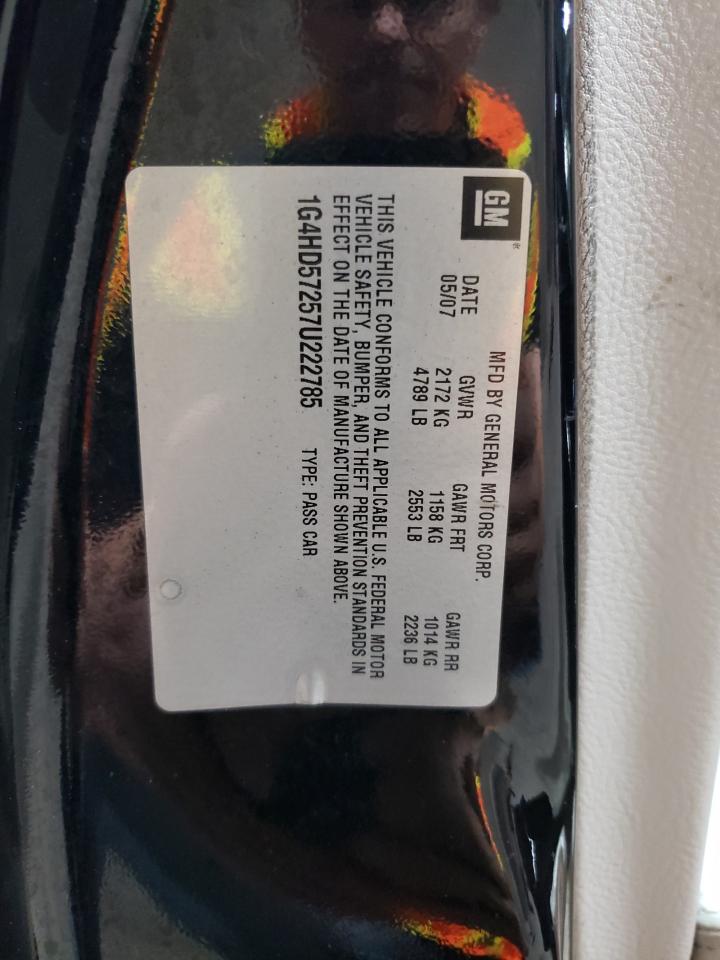 GM
MFD BY GENERAL MOTORS CORP.
DATE GVWR GAWR FRT GAWR RR
05/07 2172 KG 1158 KG 1014 KG
4789 LB 2553 LB 2236 LB
THIS VEHICLE CONFORMS TO ALL APPLICABLE U.S. FEDERAL MOTOR
VEHICLE SAFETY, BUMPER, AND THEFT PREVENTION STANDARDS IN
EFFECT ON THE DATE OF MANUFACTURE SHOWN ABOVE.
1G4HD57257U222785 TYPE: PASS CAR